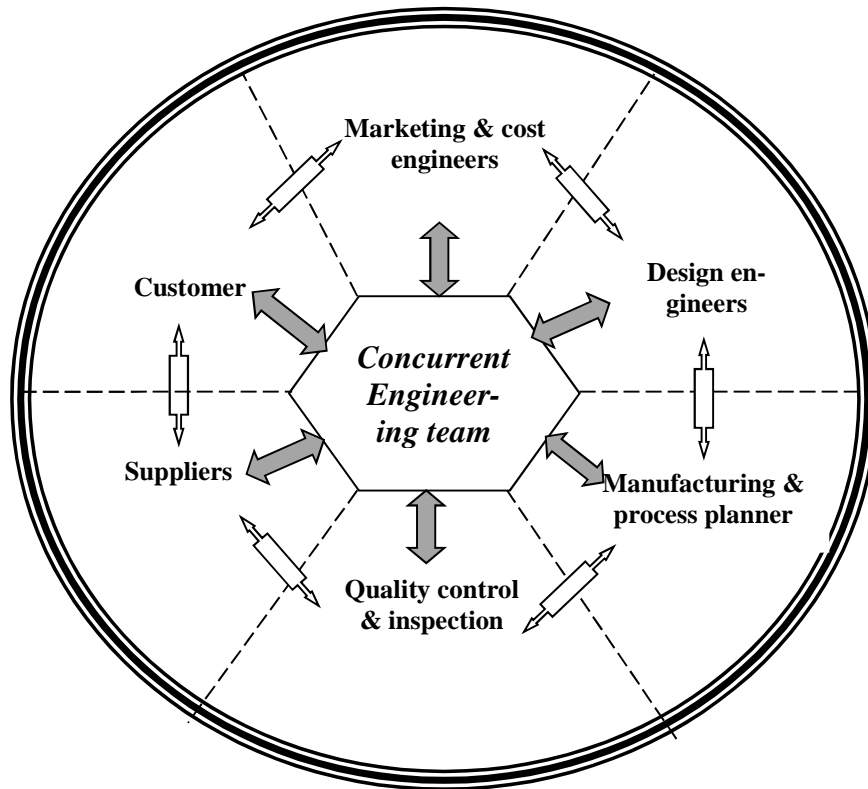 Marketing & cost
engineers
Customer
Design en-
gineers
Concurrent
Engineer-
ing team
Suppliers
Manufacturing &
process planner
Quality control
& inspection